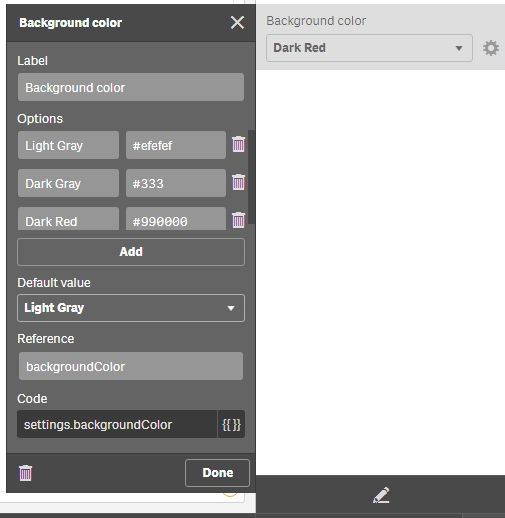 Background color
Label
Background color
Options
Light Gray #efefef
Dark Gray #333
Dark Red #990000
Add
Default value
Light Gray
Reference
backgroundColor
Code
settings.backgroundColor {{ }}
Done
Background color
Dark Red